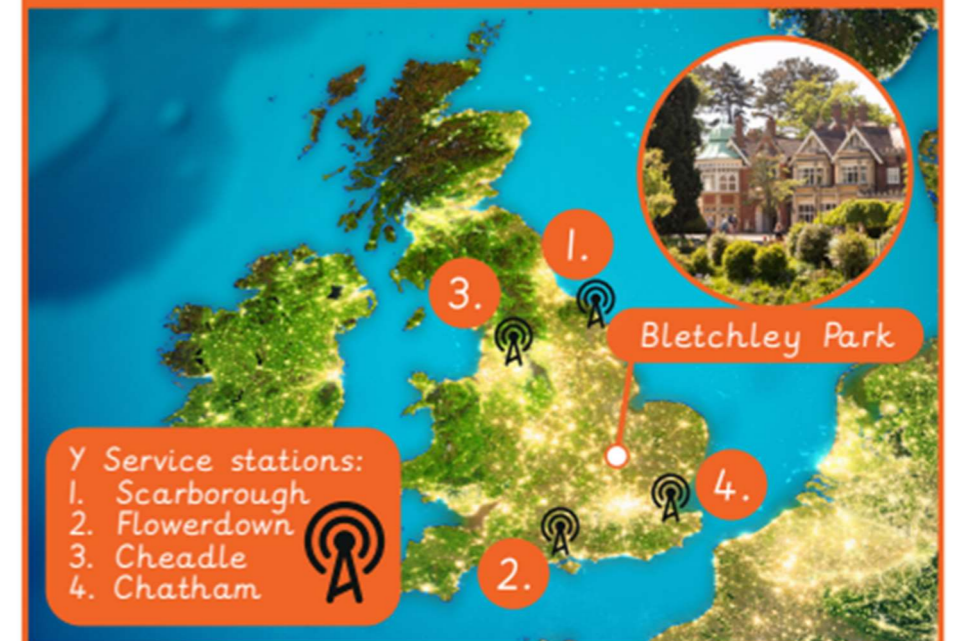 1.
3.
Bletchley Park
Y Service stations:
1. Scarborough
2. Flowerdown
3. Cheadle
4. Chatham
4.
2.